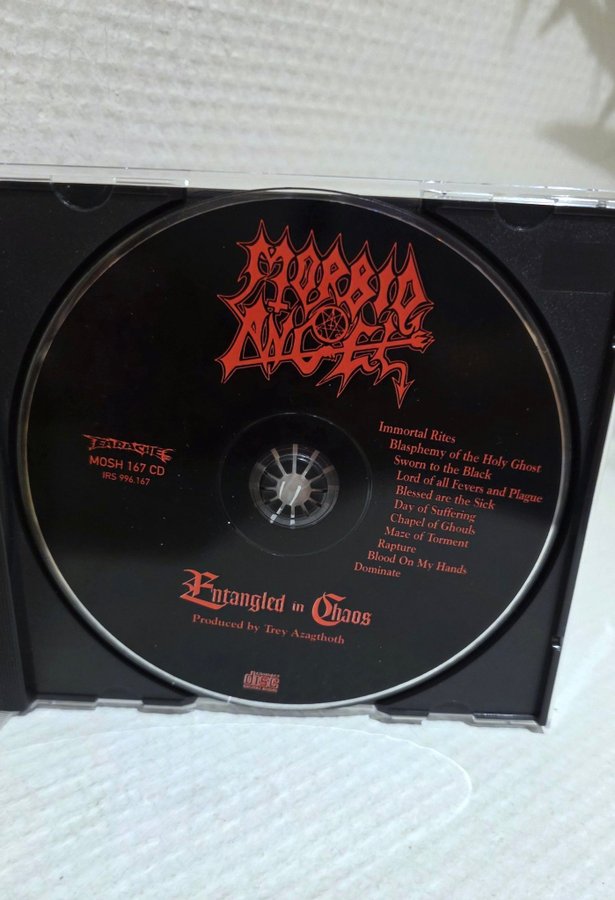 MORBID
ANGEL
EARACHE
MOSH 167 CD
IRS 996.167
Immortal Rites
Blasphemy of the Holy Ghost
Sworn to the Black
Lord of all Fevers and Plague
Blessed are the Sick
Day of Suffering
Chapel of Ghouls
Maze of Torment
Rapture
Blood On My Hands
Dominate
Entangled in Chaos
Produced by Trey Azagthoth
disc